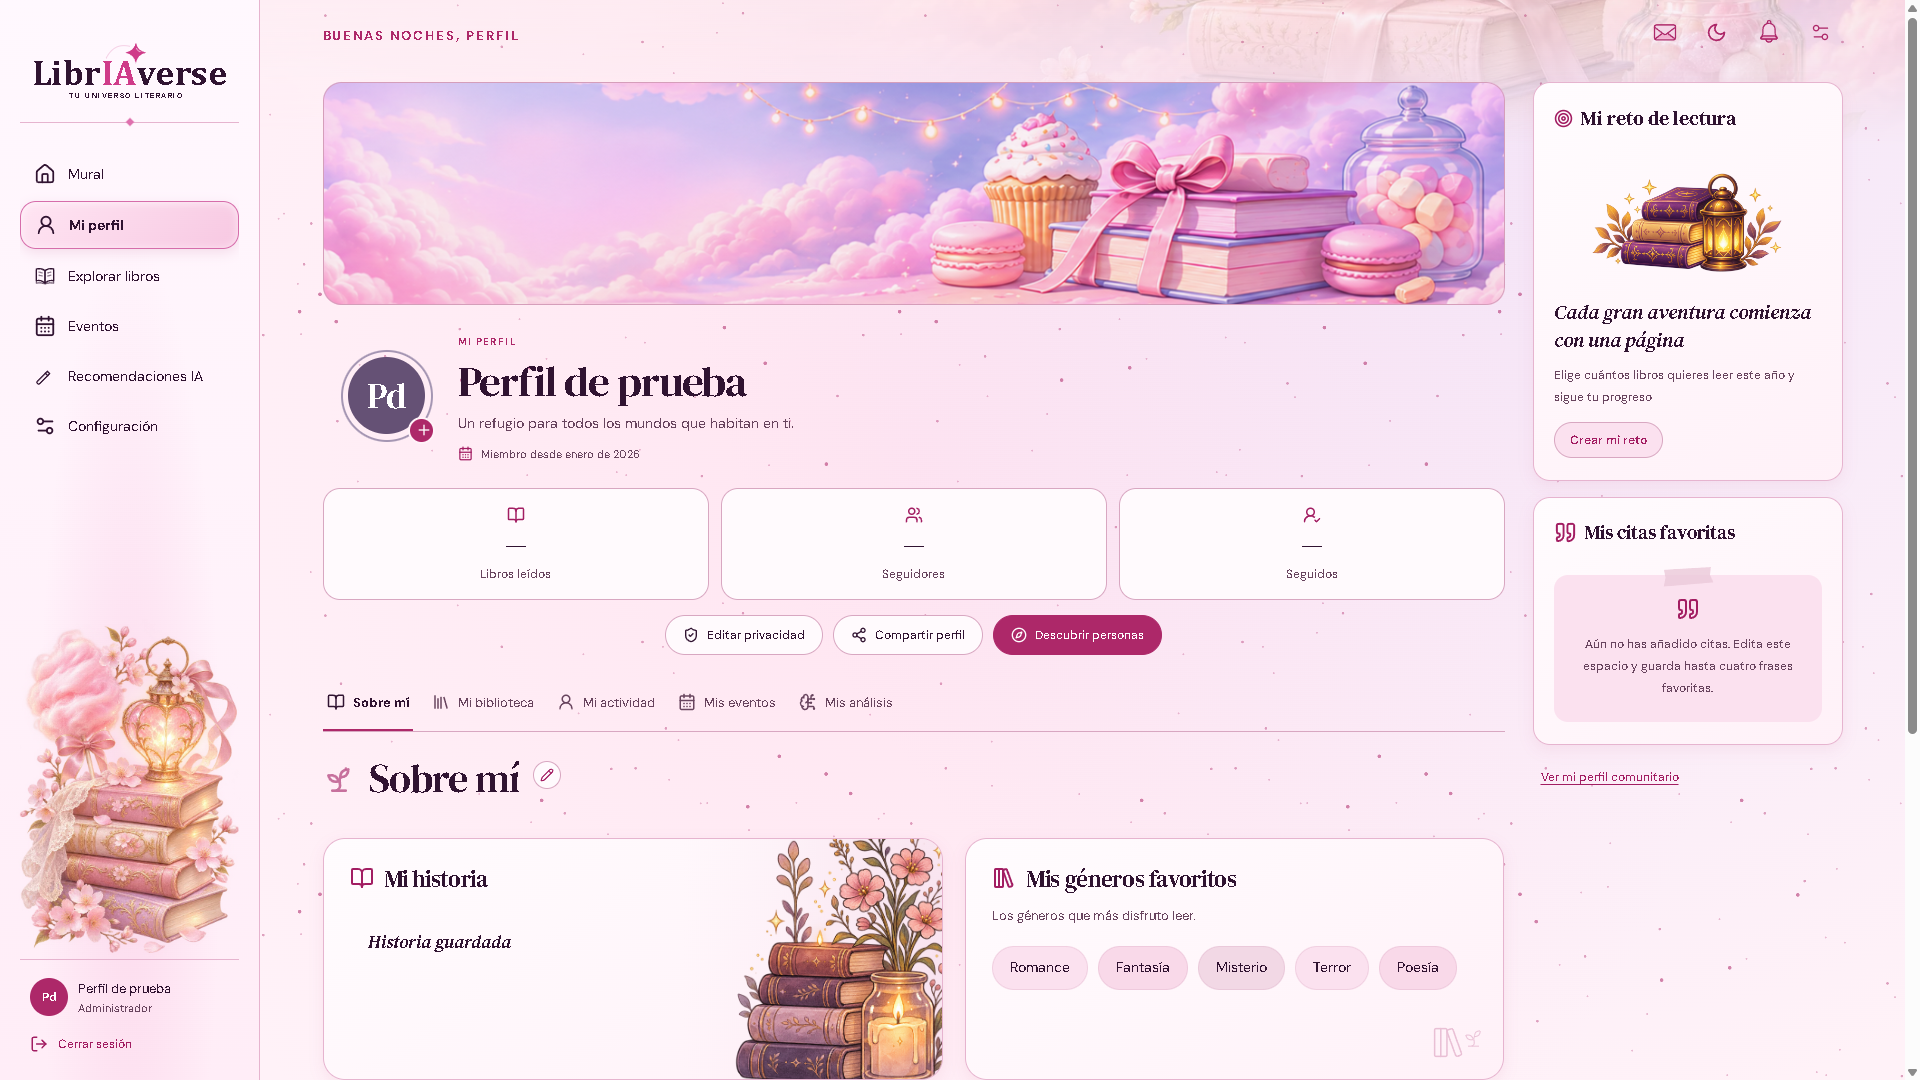 LibrIAverse
TU UNIVERSO LITERARIO
Mural
Mi perfil
Explorar libros
Eventos
Recomendaciones IA
Configuración
Pd
Perfil de prueba
Administrador
Cerrar sesión
BUENAS NOCHES, PERFIL
Pd
MI PERFIL
Perfil de prueba
Un refugio para todos los mundos que habitan en ti.
Miembro desde enero de 2026
—
Libros leídos
—
Seguidores
—
Seguidos
Editar privacidad
Compartir perfil
Descubrir personas
Sobre mí
Mi biblioteca
Mi actividad
Mis eventos
Mis análisis
Sobre mí
Mi historia
Historia guardada
Mis géneros favoritos
Los géneros que más disfruto leer.
Romance
Fantasía
Misterio
Terror
Poesía
Mi reto de lectura
Cada gran aventura comienza
con una página
Elige cuántos libros quieres leer este año y
sigue tu progreso
Crear mi reto
Mis citas favoritas
Aún no has añadido citas. Edita este
espacio y guarda hasta cuatro frases
favoritas.
Ver mi perfil comunitario